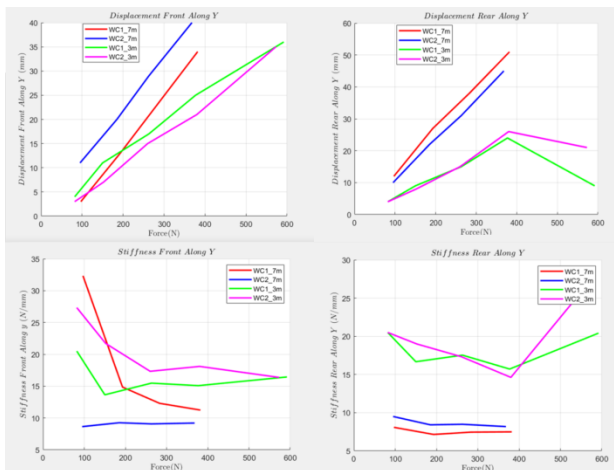 Displacement Front Along Y
Displacement Front Along Y (mm)
40
35
30
25
20
15
10
5
0
0 100 200 300 400 500 600
Force(N)
WC1_7m
WC2_7m
WC1_3m
WC2_3m
Displacement Rear Along Y
Displacement Rear Along Y (mm)
60
50
40
30
20
10
0
0 100 200 300 400 500 600
Force(N)
WC1_7m
WC2_7m
WC1_3m
WC2_3m
Stiffness Front Along Y
Stiffness Front Along y (N/mm)
35
30
25
20
15
10
5
0 100 200 300 400 500 600
Force(N)
WC1_7m
WC2_7m
WC1_3m
WC2_3m
Stiffness Rear Along Y
Stiffness Rear Along Y (N/mm)
30
25
20
15
10
5
0 100 200 300 400 500 600
Force(N)
WC1_7m
WC2_7m
WC1_3m
WC2_3m